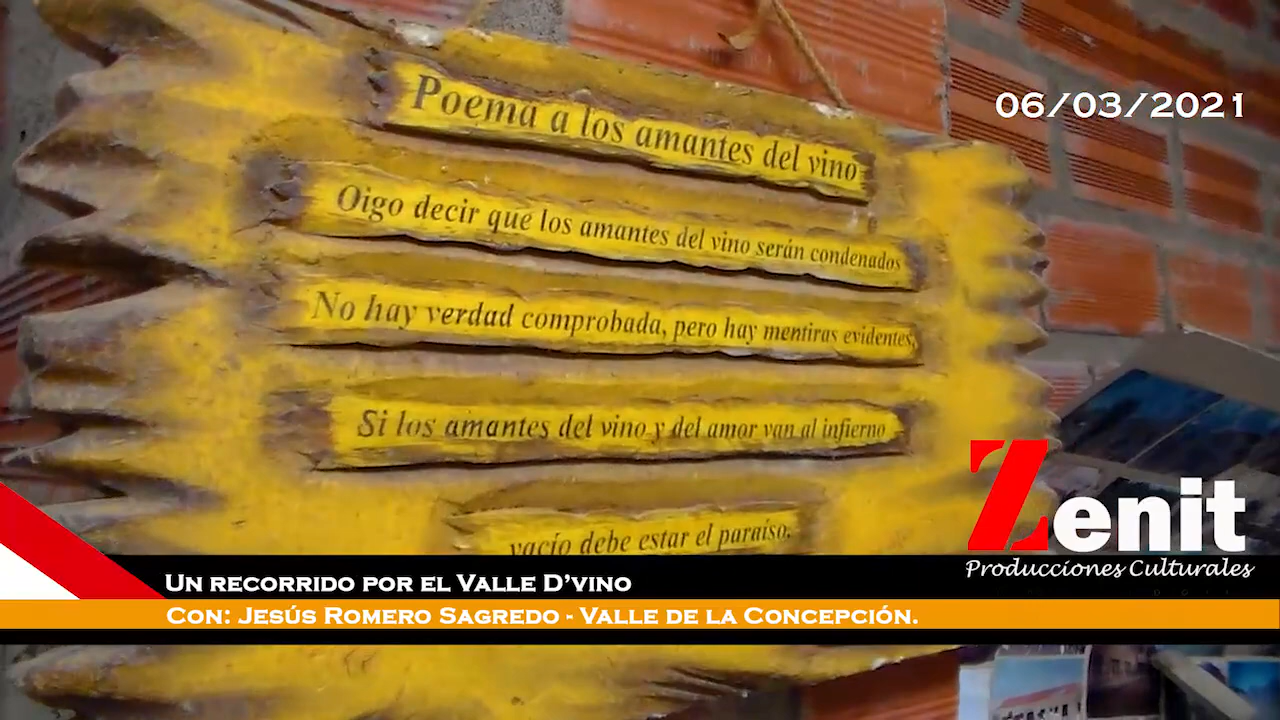 Poema a los amantes del vino
06/03/2021
Oigo decir que los amantes del vino serán condenados
No hay verdad comprobada, pero hay mentiras evidentes,
Si los amantes del vino y del amor van al infierno
vacío debe estar el paraíso.
Zenit
Producciones Culturales
Un recorrido por el Valle D’vino
Con: Jesús Romero Sagredo - Valle de la Concepción.